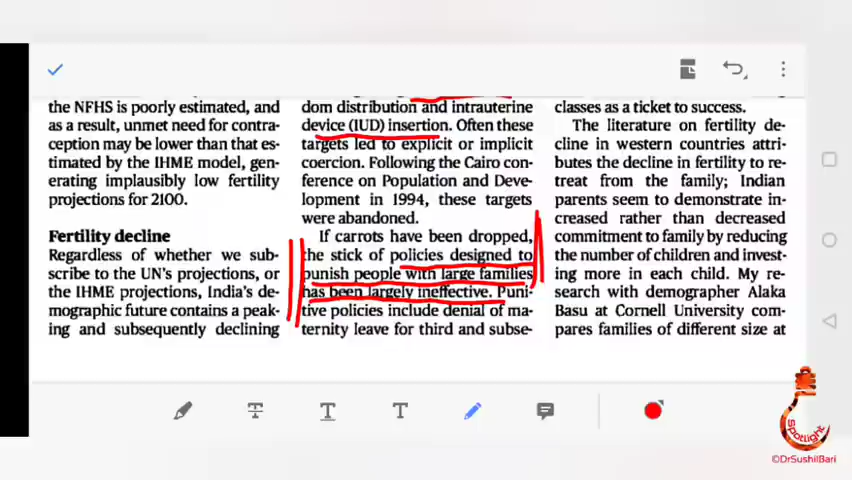 the NFHS is poorly estimated, and
as a result, unmet need for contra-
ception may be lower than that es-
timated by the IHME model, gen-
erating implausibly low fertility
projections for 2100.
Fertility decline
Regardless of whether we sub-
scribe to the UN's projections, or
the IHME projections, India's de-
mographic future contains a peak-
ing and subsequently declining
dom distribution and intrauterine
device (IUD) insertion. Often these
targets led to explicit or implicit
coercion. Following the Cairo con-
ference on Population and Deve-
lopment in 1994, these targets
were abandoned.
If carrots have been dropped,
the stick of policies designed to
punish people with large families
has been largely ineffective. Puni-
tive policies include denial of ma-
ternity leave for third and subse-
classes as a ticket to success.
The literature on fertility de-
cline in western countries attri-
butes the decline in fertility to re-
treat from the family; Indian
parents seem to demonstrate in-
creased rather than decreased
commitment to family by reducing
the number of children and invest-
ing more in each child. My re-
search with demographer Alaka
Basu at Cornell University com-
pares families of different size at
T
T
T
Spotlight
©DrSushilBari